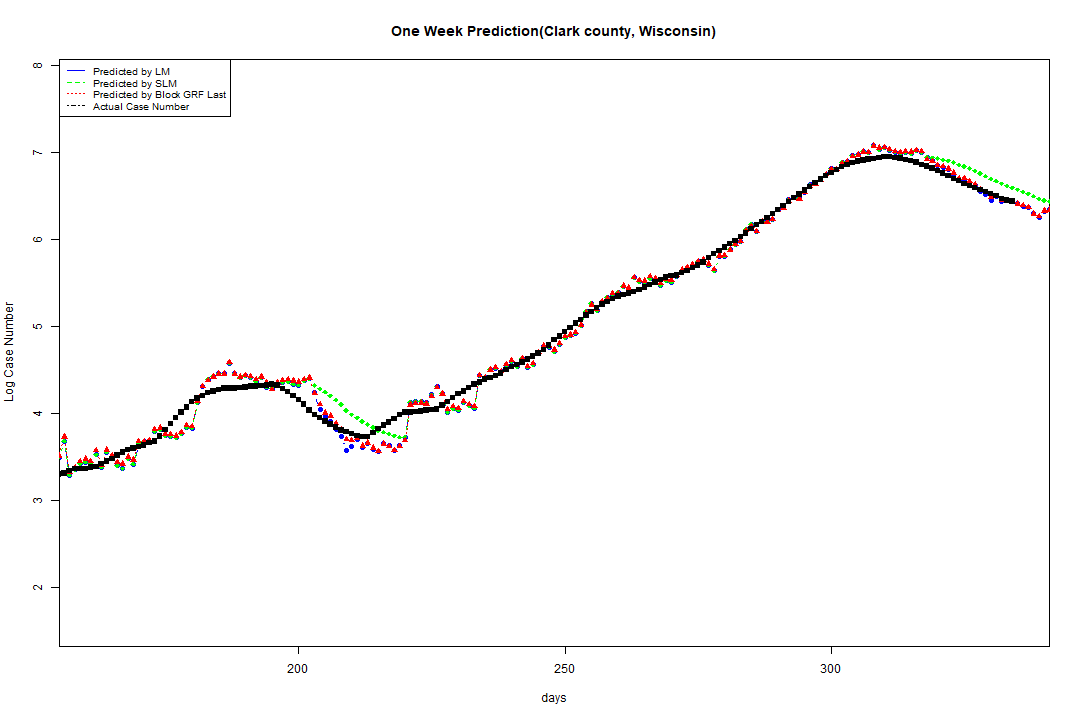 One Week Prediction(Clark county, Wisconsin)
Predicted by LM
Predicted by SLM
Predicted by Block GRF Last
Actual Case Number
Log Case Number
8
7
6
5
4
3
2
200 250 300
days